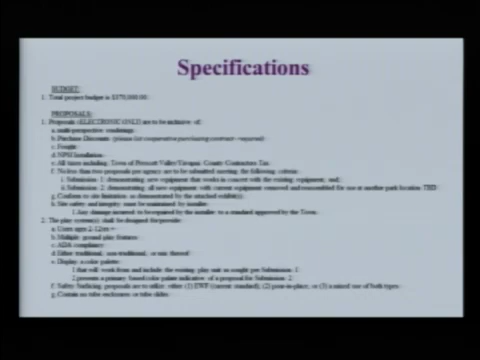 Specifications
BUDGET:
1. Total project budget is $375,000.00
PROPOSALS:
1. Proposals (ELECTRONIC ONLY) are to be inclusive of:
a. multi-perspective renderings
b. Purchase Discounts (please list cooperative purchasing contract - required)
c. Freight
d. NPSI Installation
e. All taxes including Town of Prescott Valley/Yavapai County Contractors Tax
f. No less than two proposals per agency are to be submitted meeting the following criteria:
i. Submission 1: demonstrating new equipment that works in concert with the existing equipment; and
ii. Submission 2: demonstrating all new equipment with current equipment removed and reassembled for use at another park location TBD
g. Conform to site limitation as demonstrated by the attached exhibit(s)
h. Site safety and integrity must be maintained by installer
1. Any damage incurred to be repaired by the installer to a standard approved by the Town
2. The play system(s) shall be designed to provide:
a. Users ages 2-12yrs +
b. Multiple ground play features
c. ADA compliancy
d. Either traditional, non-traditional, or mix thereof
e. Display a color palette:
1. that will work from and include the existing play unit as sought per Submission 1
2. presents a primary based color palate indicative of a proposal for Submission 2
f. Safety Surfacing proposals are to utilize either (1) EWF (current standard), (2) pour-in-place, or (3) a mixed use of both types
g. Contain no tube enclosures or tube slides